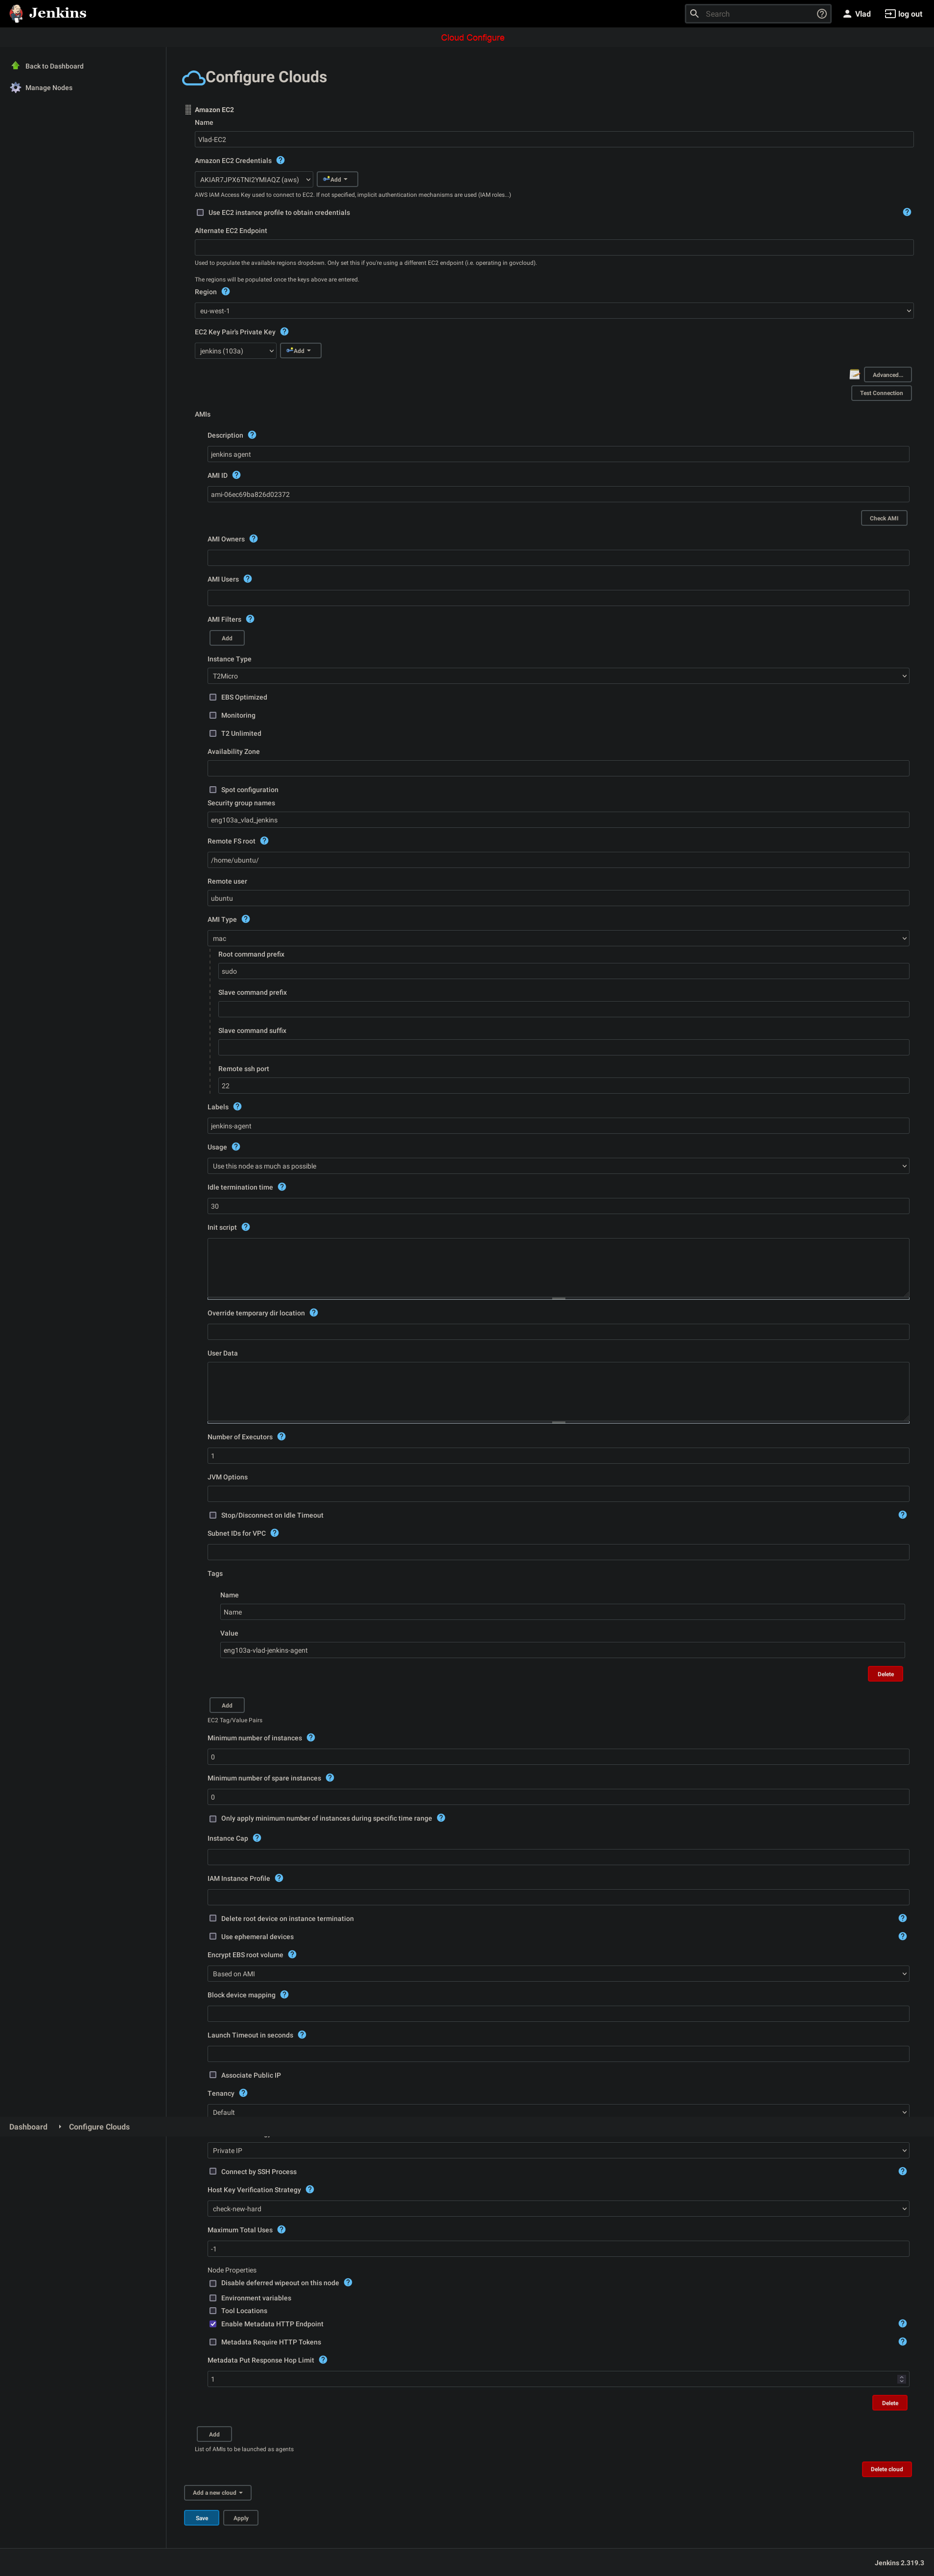 Jenkins
Search
Vlad
log out
Cloud Configure
Back to Dashboard
Manage Nodes
Configure Clouds
Amazon EC2
Name
Vlad-EC2
Amazon EC2 Credentials
AKIAR7JPX6TNI2YMIAQZ (aws)
Add
AWS IAM Access Key used to connect to EC2. If not specified, implicit authentication mechanisms are used (IAM roles...)
Use EC2 instance profile to obtain credentials
Alternate EC2 Endpoint
Used to populate the available regions dropdown. Only set this if you're using a different EC2 endpoint (i.e. operating in govcloud).
The regions will be populated once the keys above are entered.
Region
eu-west-1
EC2 Key Pair's Private Key
jenkins (103a)
Add
Advanced...
Test Connection
AMIs
Description
jenkins agent
AMI ID
ami-06ec69ba826d02372
Check AMI
AMI Owners
AMI Users
AMI Filters
Add
Instance Type
T2Micro
EBS Optimized
Monitoring
T2 Unlimited
Availability Zone
Spot configuration
Security group names
eng103a_vlad_jenkins
Remote FS root
/home/ubuntu/
Remote user
ubuntu
AMI Type
mac
Root command prefix
sudo
Slave command prefix
Slave command suffix
Remote ssh port
22
Labels
jenkins-agent
Usage
Use this node as much as possible
Idle termination time
30
Init script
Override temporary dir location
User Data
Number of Executors
1
JVM Options
Stop/Disconnect on Idle Timeout
Subnet IDs for VPC
Tags
Name
Name
Value
eng103a-vlad-jenkins-agent
Delete
Add
EC2 Tag/Value Pairs
Minimum number of instances
0
Minimum number of spare instances
0
Only apply minimum number of instances during specific time range
Instance Cap
IAM Instance Profile
Delete root device on instance termination
Use ephemeral devices
Encrypt EBS root volume
Based on AMI
Block device mapping
Launch Timeout in seconds
Associate Public IP
Tenancy
Default
Dashboard
Configure Clouds
Private IP
Connect by SSH Process
Host Key Verification Strategy
check-new-hard
Maximum Total Uses
-1
Node Properties
Disable deferred wipeout on this node
Environment variables
Tool Locations
Enable Metadata HTTP Endpoint
Metadata Require HTTP Tokens
Metadata Put Response Hop Limit
1
Delete
Add
List of AMIs to be launched as agents
Delete cloud
Add a new cloud
Save
Apply
Jenkins 2.319.3